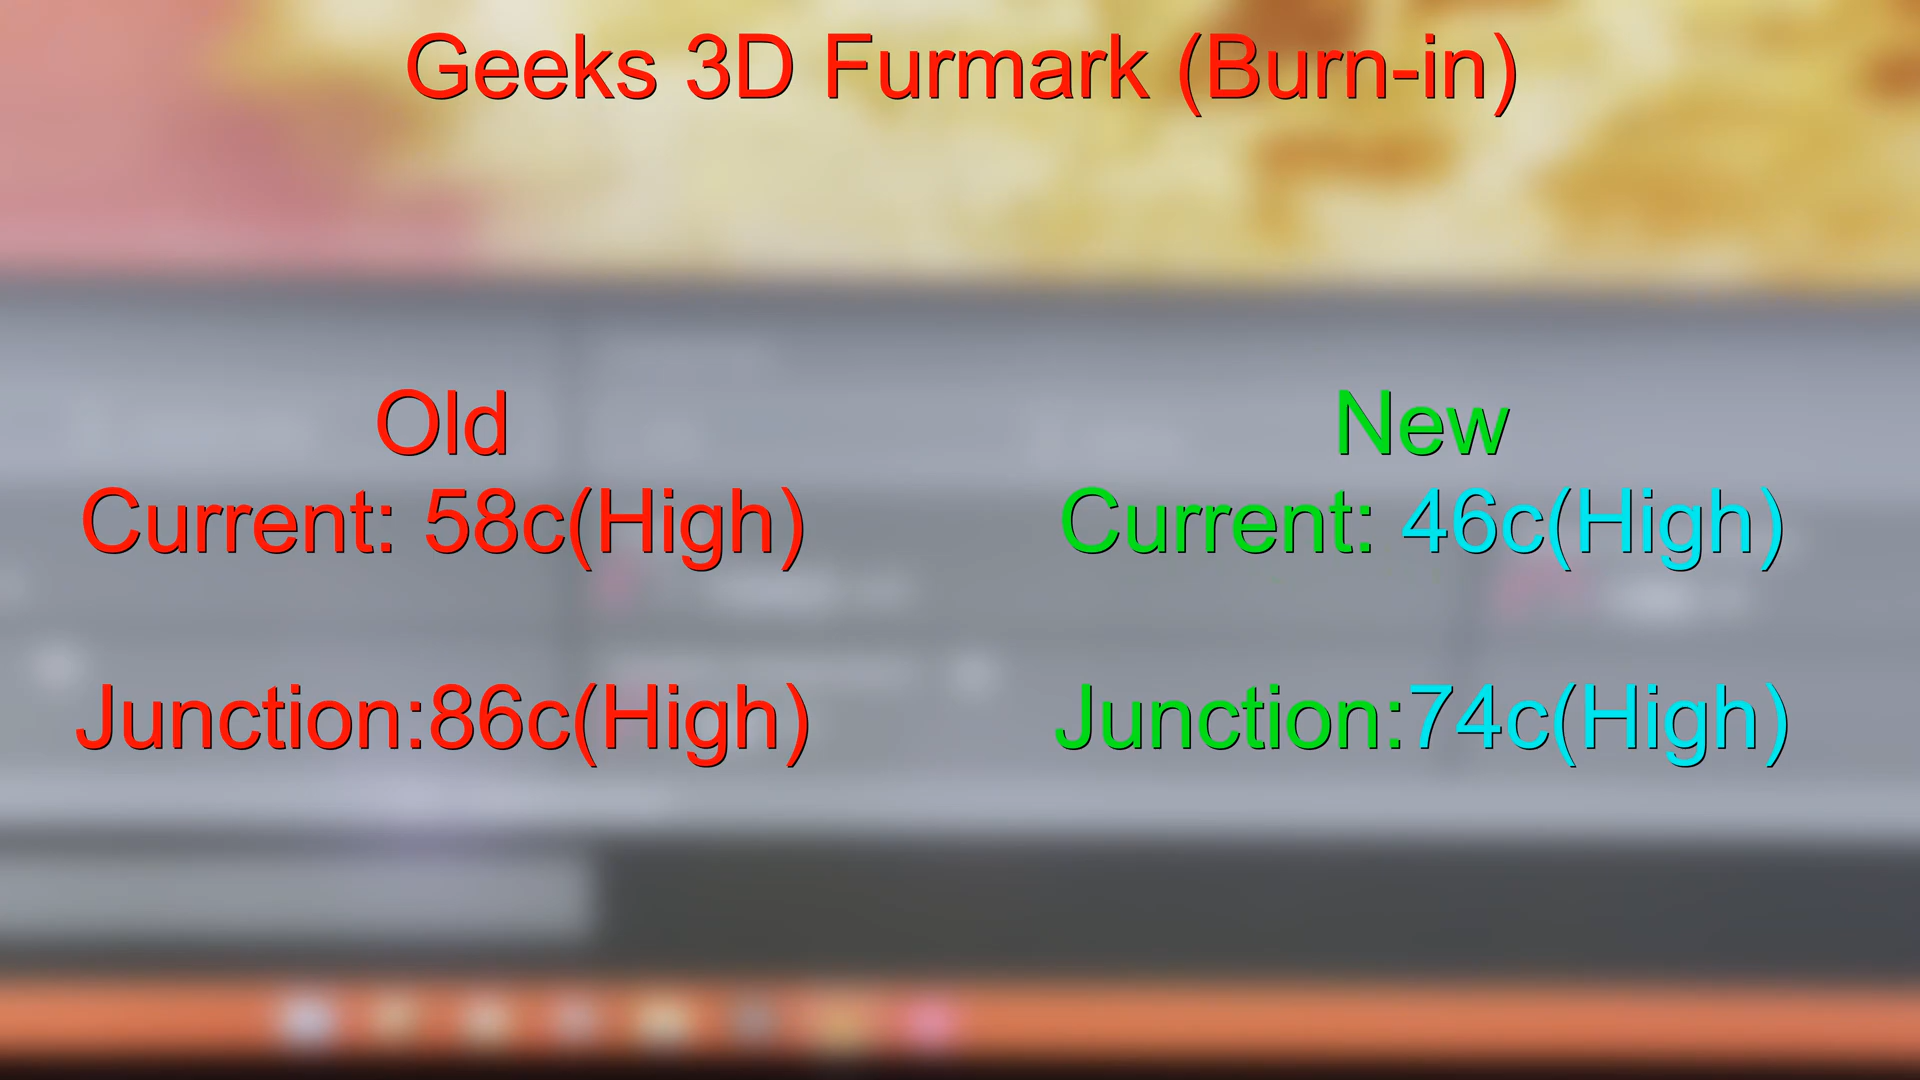 Geeks 3D Furmark (Burn-in)
Old
Current: 58c(High)
Junction:86c(High)
New
Current: 46c(High)
Junction:74c(High)